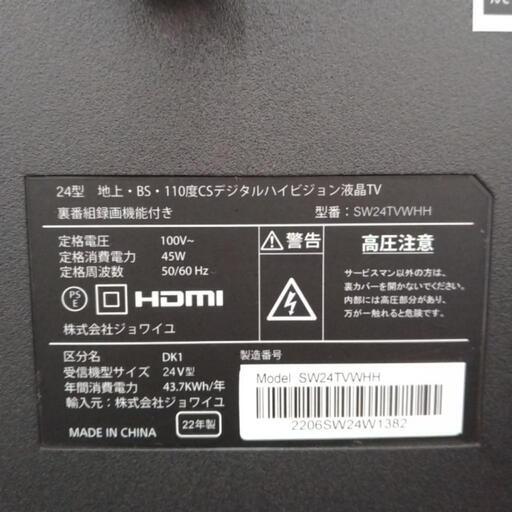 24型 地上・BS・110度CSデジタルハイビジョン液晶TV
裏番組録画機能付き 型番：SW24TVWHH
定格電圧 100V~
定格消費電力 45W
定格周波数 50/60 Hz
PS
E
HDMI
株式会社ジョワイユ
警告
高圧注意
サービスマン以外の方は、
裏カバーを開かないでください。
内部には高圧部分があり、
万が一触れると危険です。
区分名 DK1
受信機型サイズ 24V型
年間消費電力 43.7KWh/年
輸入元：株式会社ジョワイユ
MADE IN CHINA 22年製
製造番号
Model SW24TVWHH
2206SW24W1382